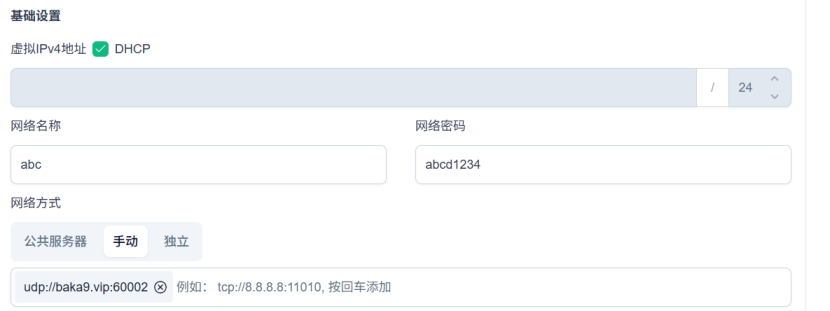 基础设置
虚拟IPv4地址 DHCP
/ 24
网络名称 网络密码
abc abcd1234
网络方式
公共服务器 手动 独立
udp://baka9.vip:60002 例如： tcp://8.8.8.8:11010, 按回车添加